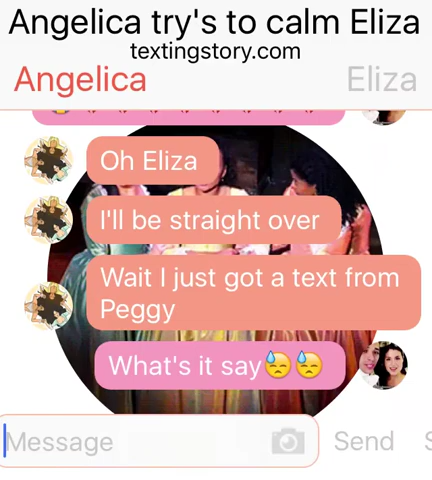 Angelica try's to calm Eliza
textingstory.com
Angelica Eliza
Oh Eliza
I'll be straight over
Wait I just got a text from
Peggy
What's it say😓😓
Message Send S